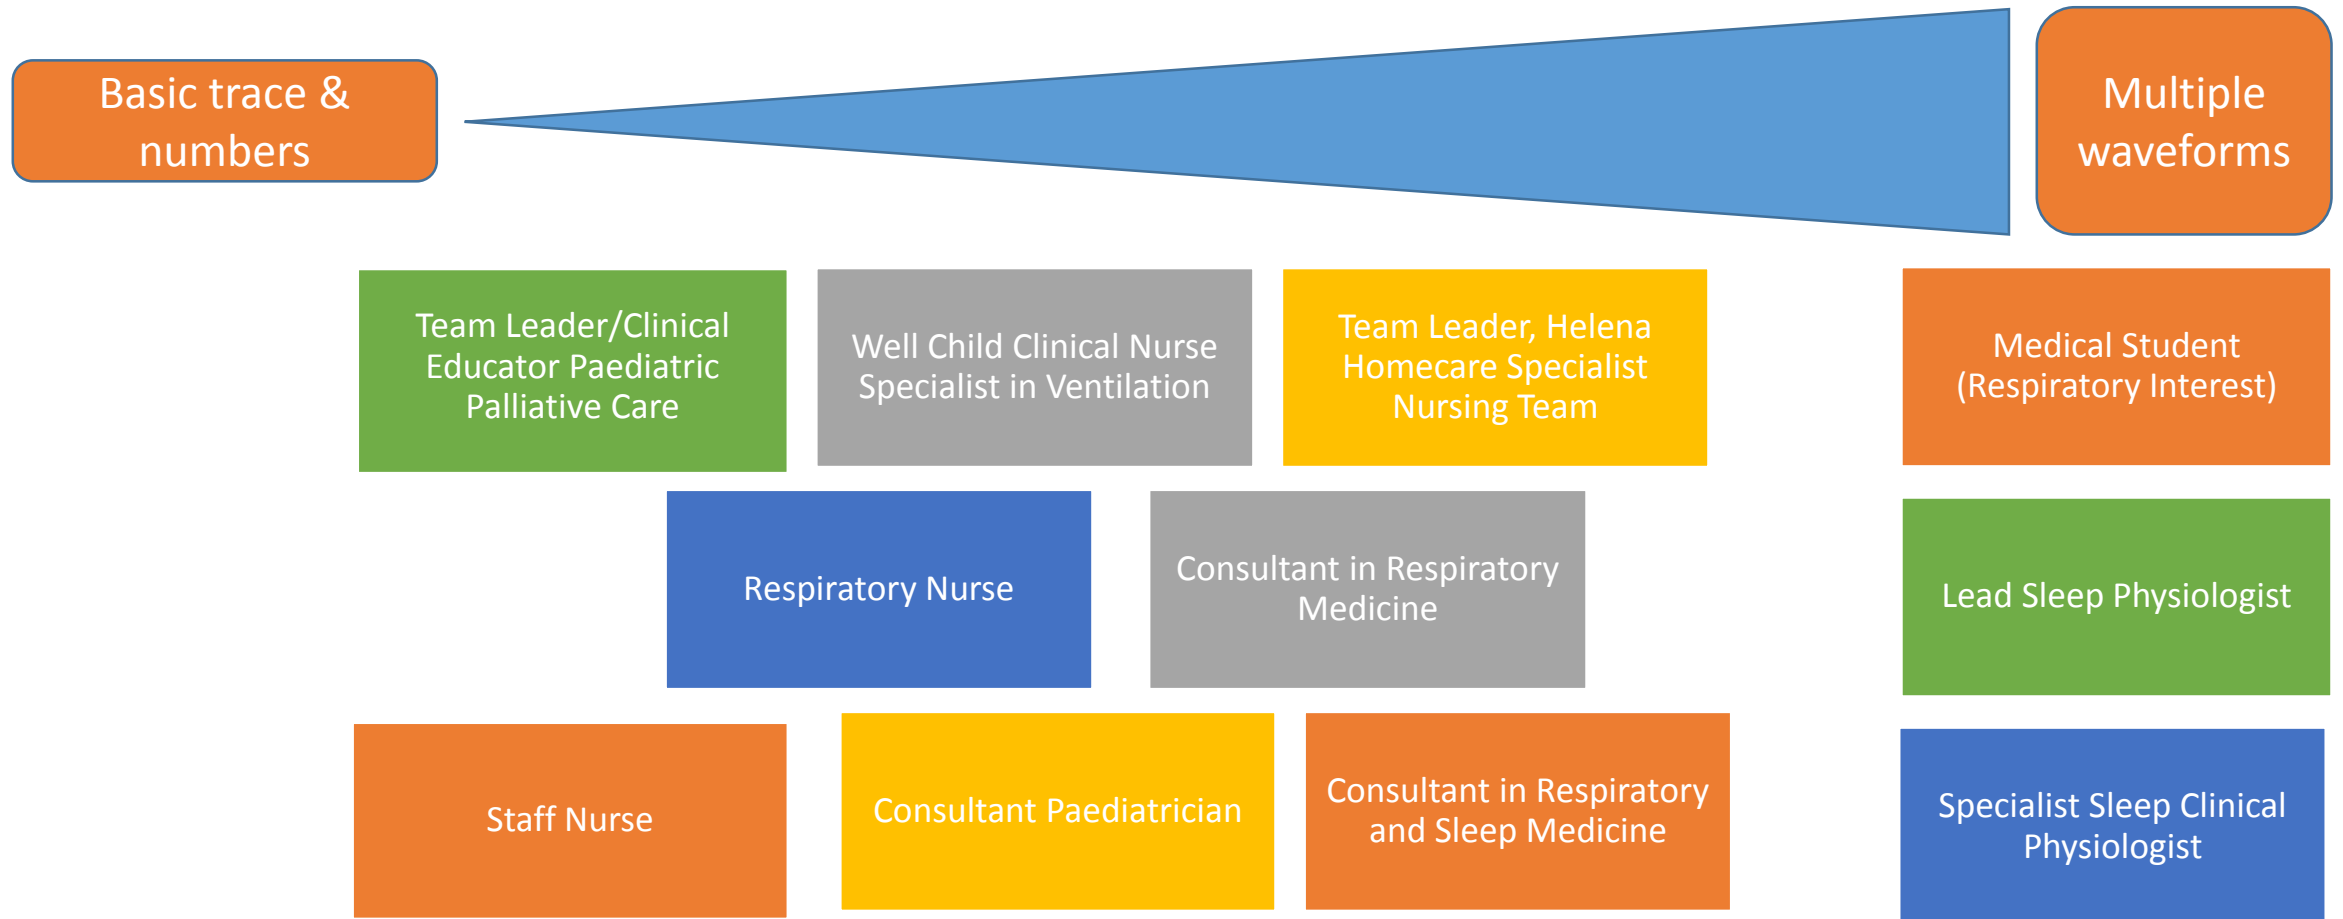 Basic trace &
numbers
Multiple
waveforms
Team Leader/Clinical
Educator Paediatric
Palliative Care
Well Child Clinical Nurse
Specialist in Ventilation
Team Leader, Helena
Homecare Specialist
Nursing Team
Medical Student
(Respiratory Interest)
Respiratory Nurse
Consultant in Respiratory
Medicine
Lead Sleep Physiologist
Staff Nurse
Consultant Paediatrician
Consultant in Respiratory
and Sleep Medicine
Specialist Sleep Clinical
Physiologist